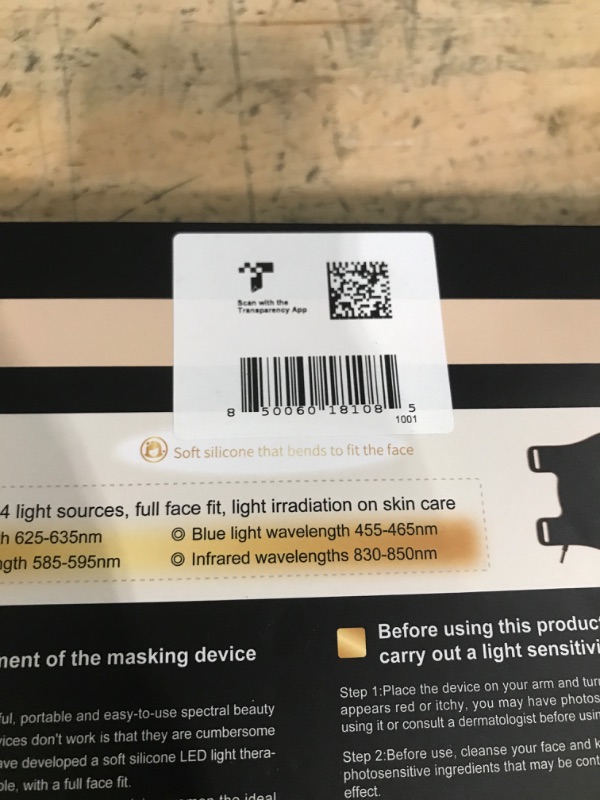 Scan with the
Transparency App
8 50060 18108 5
1001
Soft silicone that bends to fit the face
4 light sources, full face fit, light irradiation on skin care
h 625-635nm
◎ Blue light wavelength 455-465nm
ngth 585-595nm
◎ Infrared wavelengths 830-850nm
ment of the masking device
ful, portable and easy-to-use spectral beauty
vices don't work is that they are cumbersome
ave developed a soft silicone LED light thera-
ble, with a full face fit.
the ideal
Before using this product
carry out a light sensitivi
Step 1:Place the device on your arm and turn
appears red or itchy, you may have photos
using it or consult a dermatologist before usin
Step 2:Before use, cleanse your face and k
photosensitive ingredients that may be cont
effect.